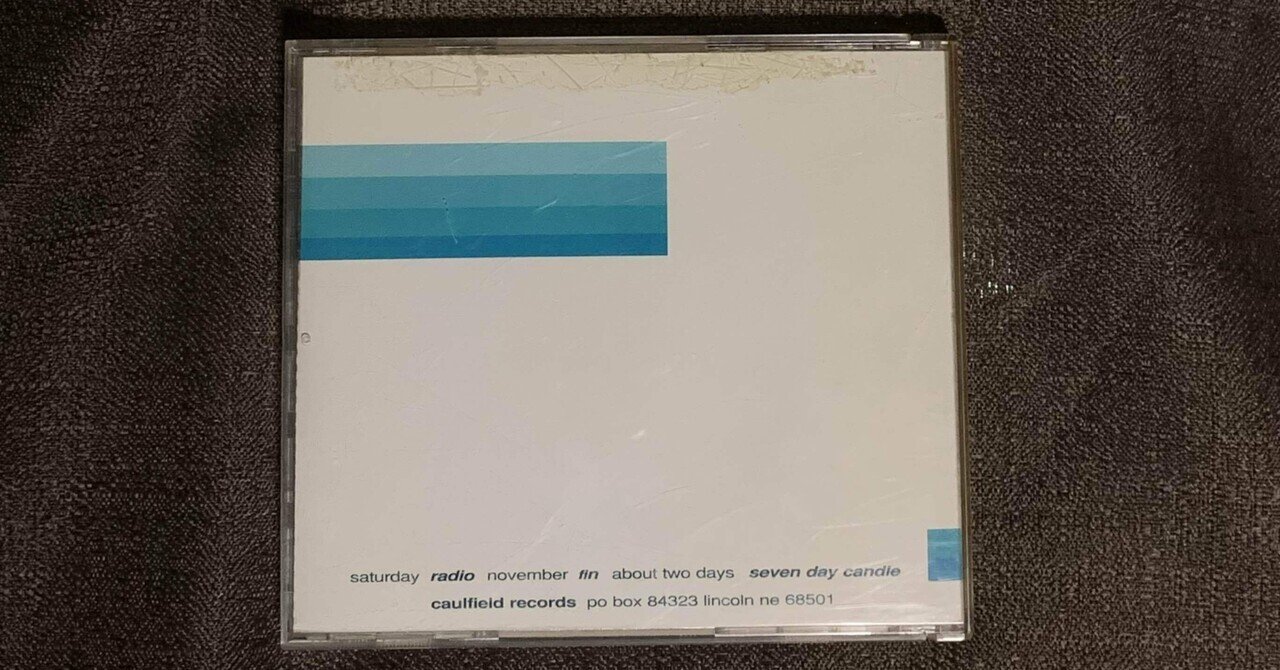 saturday radio november fin about two days seven day candle
caulfield records po box 84323 lincoln ne 68501